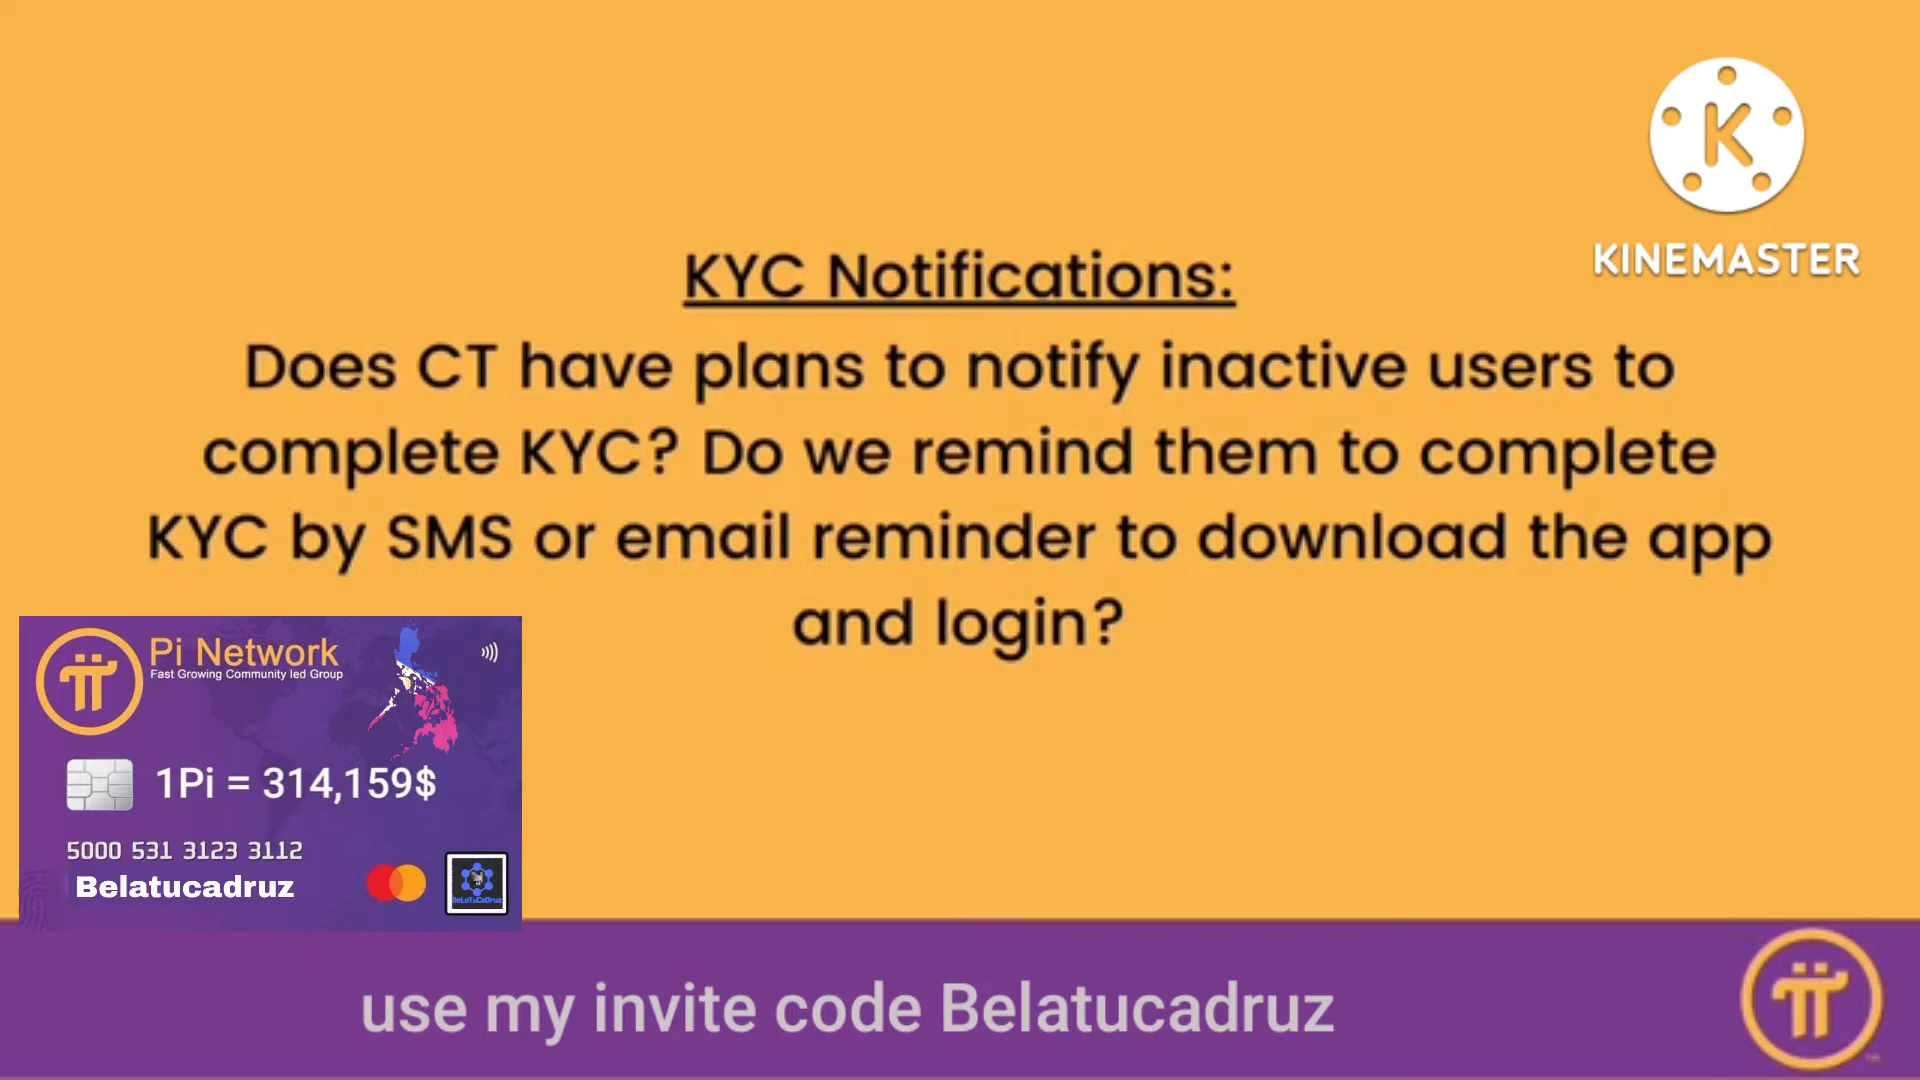 KINEMASTER
KYC Notifications:
Does CT have plans to notify inactive users to
complete KYC? Do we remind them to complete
KYC by SMS or email reminder to download the app
and login?
Pi Network
Fast Growing Community led Group
1Pi = 314,159$
5000 531 3123 3112
Belatucadruz
BeLaTuCaDruz
use my invite code Belatucadruz